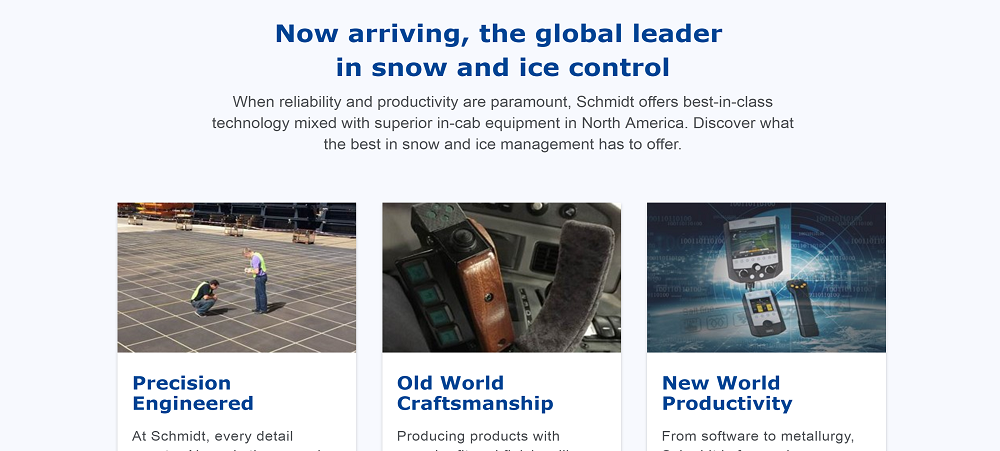 Now arriving, the global leader
in snow and ice control
When reliability and productivity are paramount, Schmidt offers best-in-class
technology mixed with superior in-cab equipment in North America. Discover what
the best in snow and ice management has to offer.
Precision
Engineered
At Schmidt, every detail
Old World
Craftsmanship
Producing products with
New World
Productivity
From software to metallurgy,